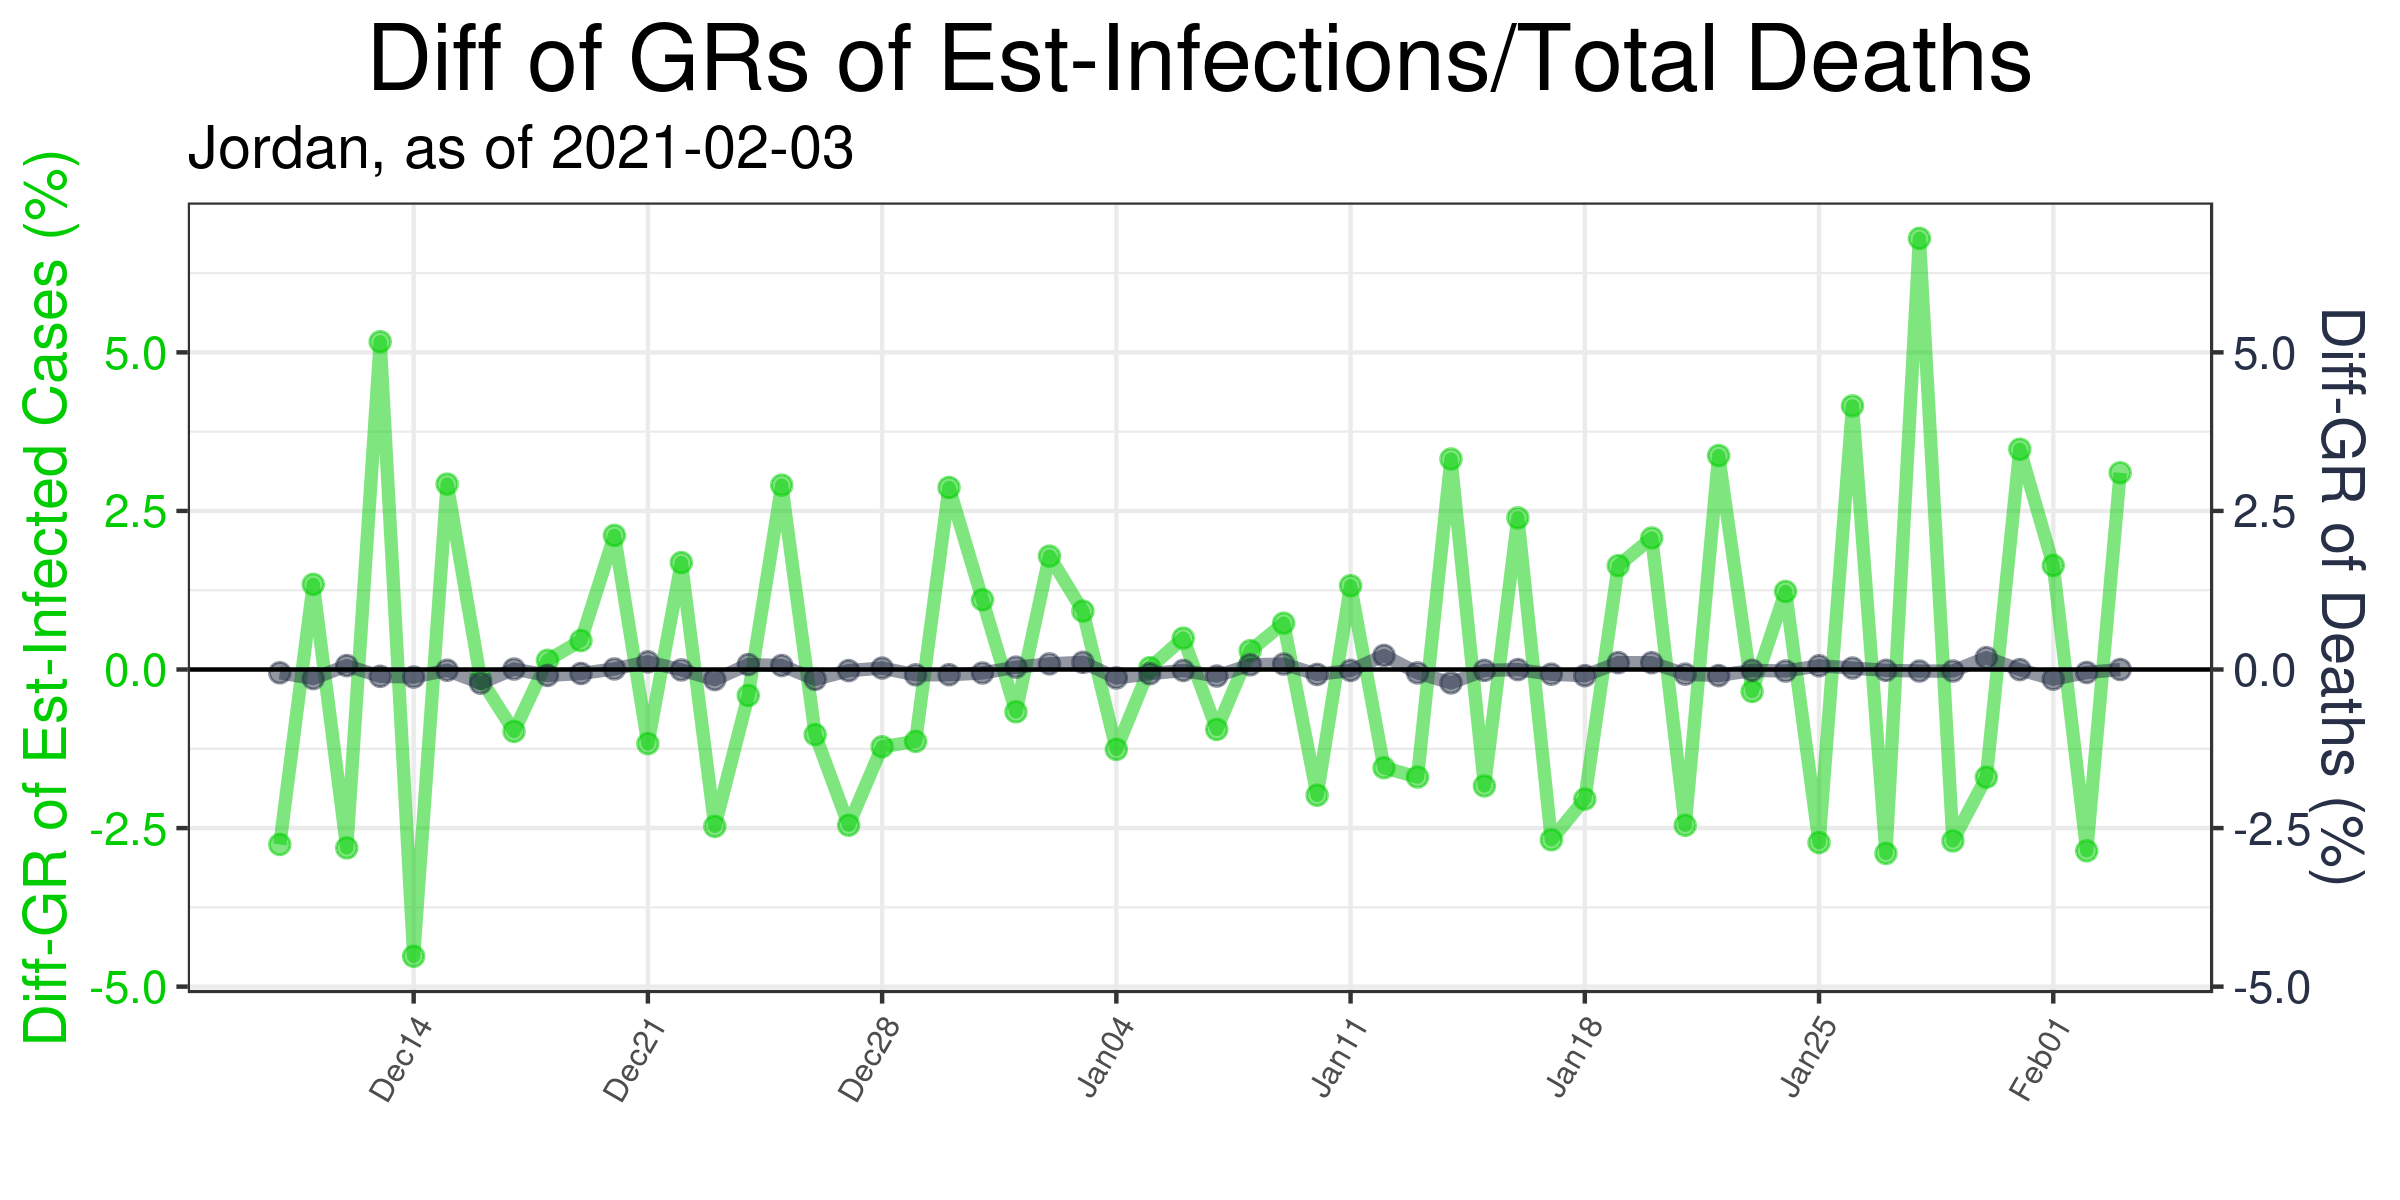 Diff of GRs of Est-Infections/Total Deaths
Jordan, as of 2021-02-03
Diff-GR of Est-Infected Cases (%)
5.0
2.5
0.0
-2.5
-5.0
5.0
2.5
0.0
-2.5
-5.0
Diff-GR of Deaths (%)
Dec14
Dec21
Dec28
Jan04
Jan11
Jan18
Jan25
Feb01